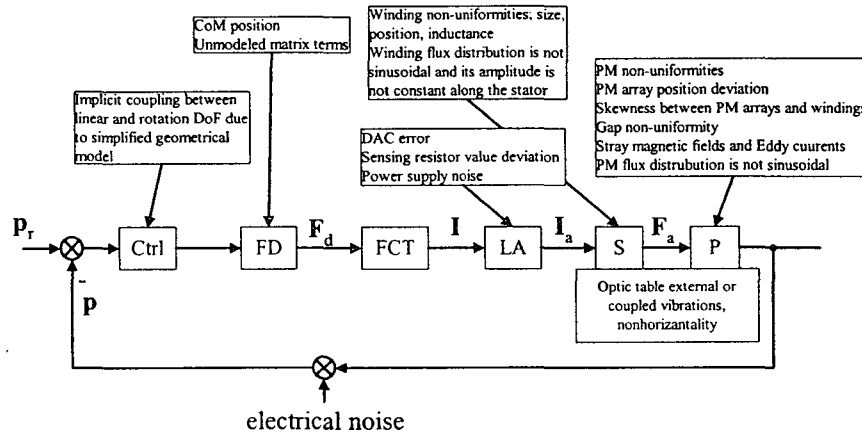 CoM position
Unmodeled matrix terms
Winding non-uniformities; size,
position, inductance
Winding flux distribution is not
sinusoidal and its amplitude is
not constant along the stator
PM non-uniformities
PM array position deviation
Skewness between PM arrays and windings
Gap non-uniformity
Stray magnetic fields and Eddy cuurents
PM flux distrubution is not sinusoidal
Implicit coupling between
linear and rotation DoF due
to simplified geometrical
model
DAC error
Sensing resistor value deviation
Power supply noise
p_r
Ctrl
FD
F_d
FCT
I
LA
I_a
S
F_a
P
-
p
Optic table external or
coupled vibrations,
nonhorizantality
electrical noise